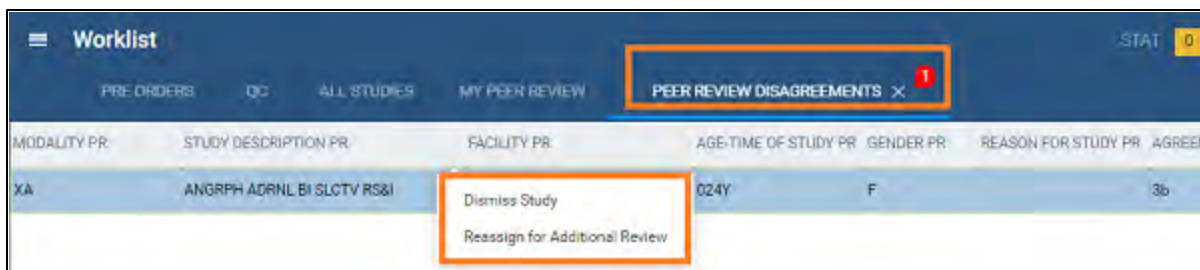 Worklist STAT 0
PRE ORDERS QC ALL STUDIES MY PEER REVIEW PEER REVIEW DISAGREEMENTS × 1
MODALITY PR STUDY DESCRIPTION PR FACILITY PR AGE-TIME OF STUDY PR GENDER PR REASON FOR STUDY PR AGREE
XA ANGRPH ADRNL BI SLCTV RS&I 024Y F 3b
Dismiss Study
Reassign for Additional Review